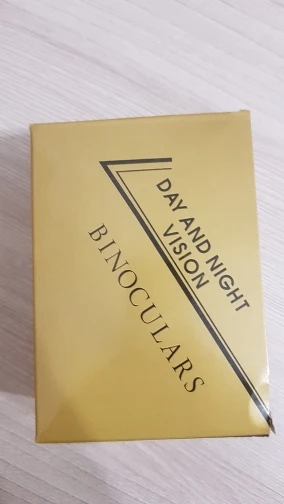 DAY AND NIGHT
VISION
BINOCULARS